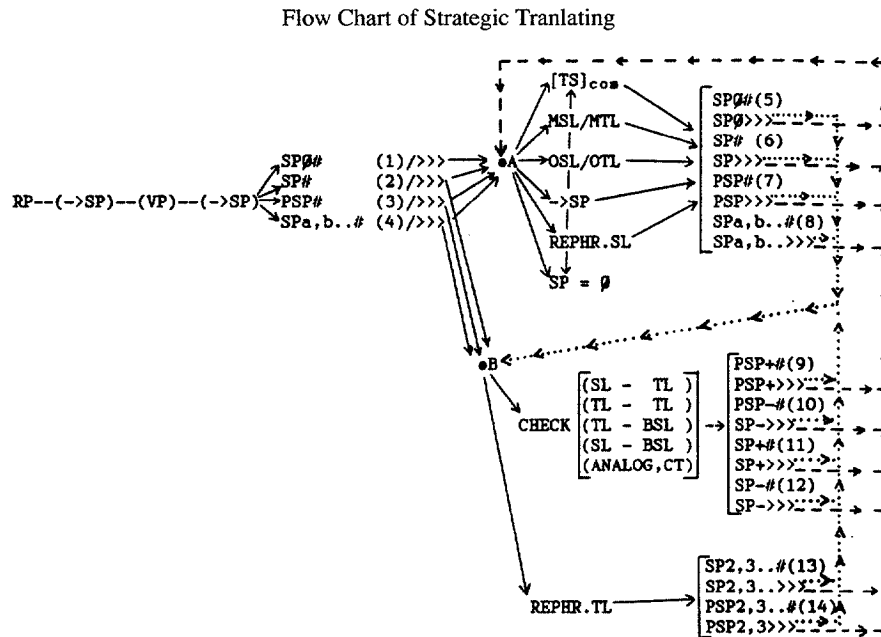 Flow Chart of Strategic Tranlating
[TS]com
MSL/MTL
●A OSL/OTL
->SP
REPHR.SL
SP = Ø
SPØ#(5)
SPØ>>>
SP# (6)
SP>>>
PSP#(7)
PSP>>>
SPa,b..#(8)
SPa,b..>>>
SPØ# (1)/>>>
SP# (2)/>>>
RP--(->SP)--(VP)--(->SP) PSP# (3)/>>>
SPa,b..# (4)/>>>
●B
CHECK
(SL - TL )
(TL - TL )
(TL - BSL )
(SL - BSL )
(ANALOG,CT)
PSP+#(9)
PSP+>>>
PSP-#(10)
SP->>>
SP+#(11)
SP+>>>
SP-#(12)
SP->>>
REPHR.TL
SP2,3..#(13)
SP2,3..>>>
PSP2,3..#(14)
PSP2,3>>>